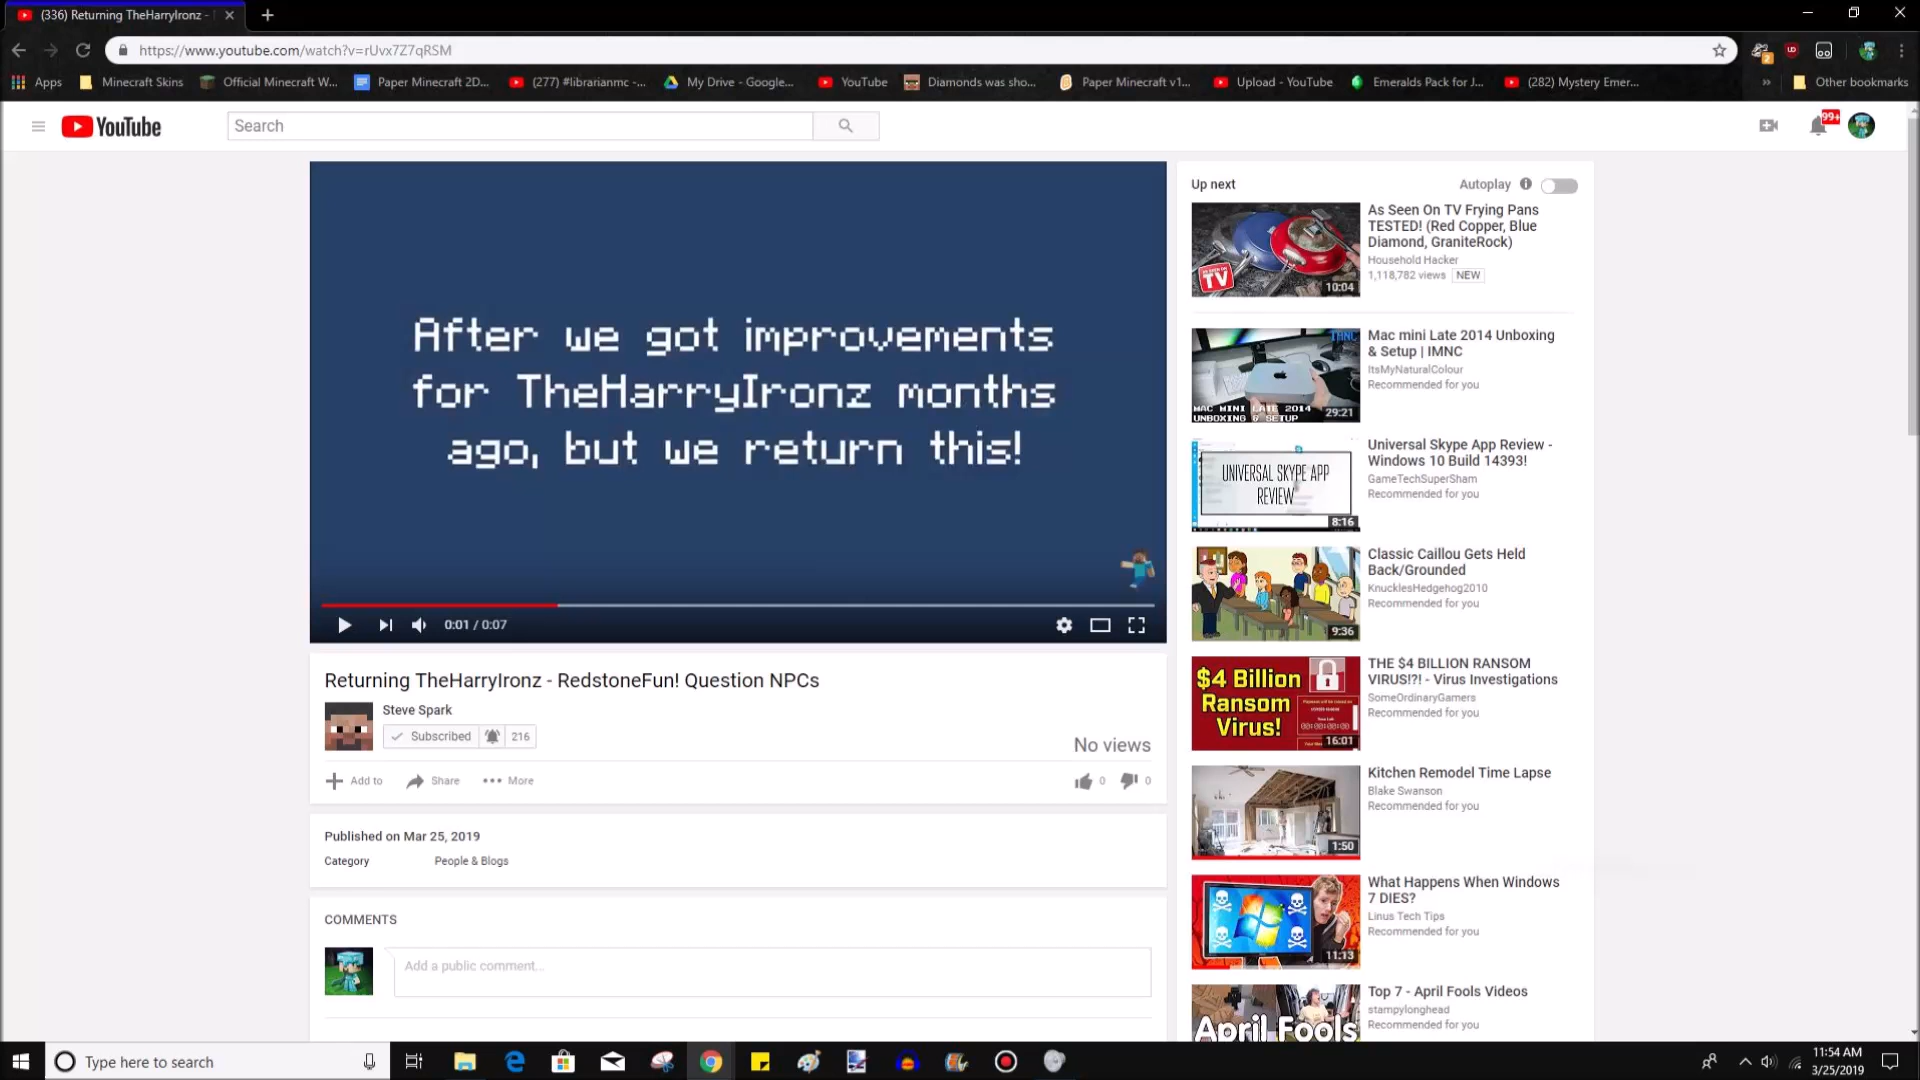 (336) Returning TheHarryIronz -
https://www.youtube.com/watch?v=rUvx7Z7qRSM
Apps
Minecraft Skins
Official Minecraft W...
Paper Minecraft 2D...
(277) #librarianmc -...
My Drive - Google...
YouTube
Diamonds was sho...
Paper Minecraft v1...
Upload - YouTube
Emeralds Pack for J...
(282) Mystery Emer...
Other bookmarks
YouTube
Search
99+
After we got improvements
for TheHarryIronz months
ago, but we return this!
0:01 / 0:07
Returning TheHarryIronz - RedstoneFun! Question NPCs
Steve Spark
Subscribed
216
No views
Add to
Share
More
0
0
Published on Mar 25, 2019
Category
People & Blogs
COMMENTS
Add a public comment...
Up next
Autoplay
AS SEEN ON TV
10:04
As Seen On TV Frying Pans
TESTED! (Red Copper, Blue
Diamond, GraniteRock)
Household Hacker
1,118,782 views NEW
MAC MINI LATE 2014
UNBOXING & SETUP
29:21
Mac mini Late 2014 Unboxing
& Setup | IMNC
ItsMyNaturalColour
Recommended for you
UNIVERSAL SKYPE APP
REVIEW
8:16
Universal Skype App Review -
Windows 10 Build 14393!
GameTechSuperSham
Recommended for you
9:36
Classic Caillou Gets Held
Back/Grounded
KnucklesHedgehog2010
Recommended for you
$4 Billion
Ransom
Virus!
16:01
THE $4 BILLION RANSOM
VIRUS!?! - Virus Investigations
SomeOrdinaryGamers
Recommended for you
1:50
Kitchen Remodel Time Lapse
Blake Swanson
Recommended for you
11:13
What Happens When Windows
7 DIES?
Linus Tech Tips
Recommended for you
April Fools
Top 7 - April Fools Videos
stampylonghead
Recommended for you
Type here to search
11:54 AM
3/25/2019